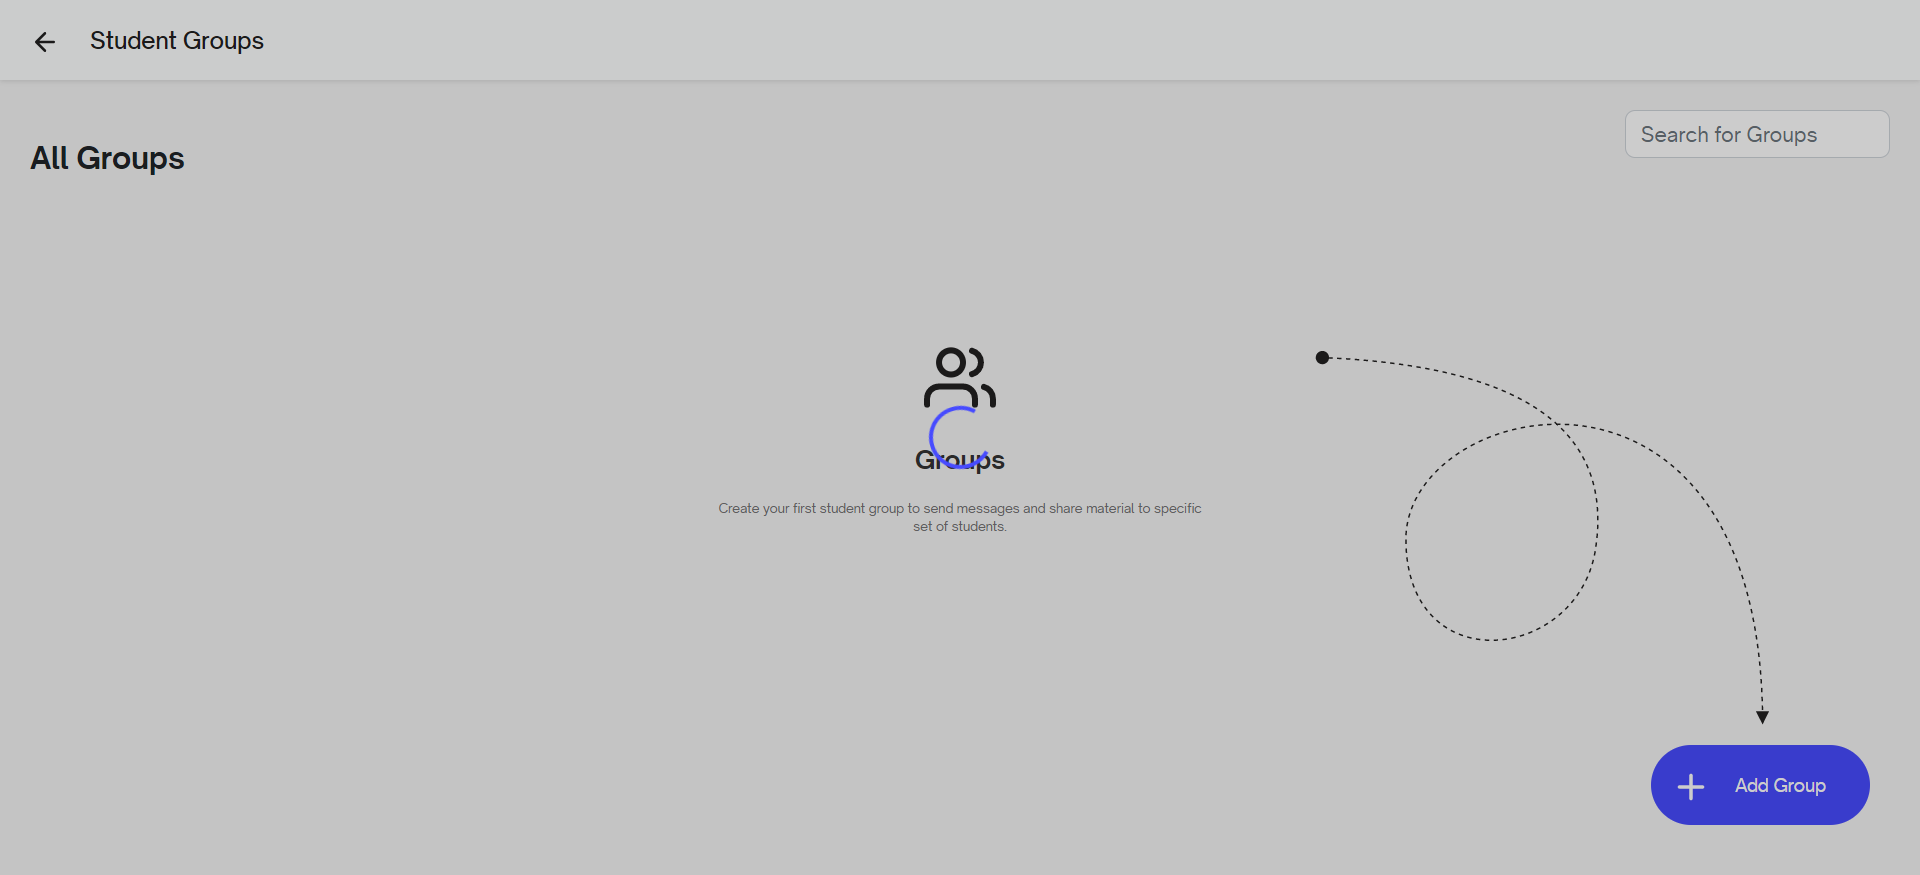 Student Groups
All Groups
Search for Groups
Groups
Create your first student group to send messages and share material to specific
set of students.
Add Group